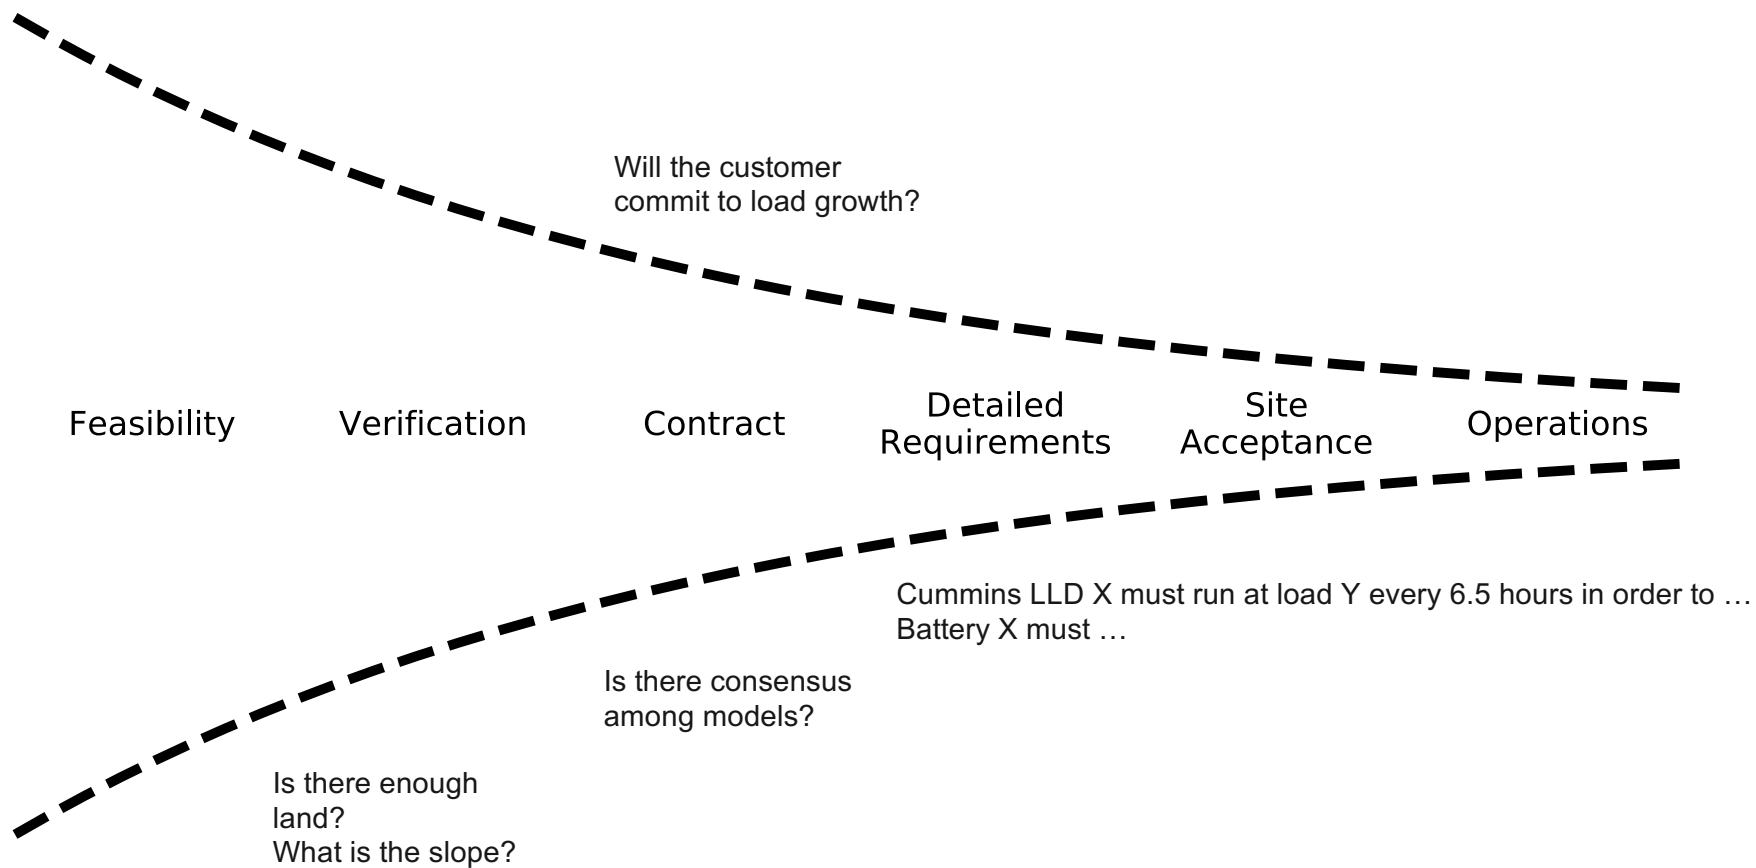 Will the customer
commit to load growth?
Feasibility
Verification
Contract
Detailed
Requirements
Site
Acceptance
Operations
Cummins LLD X must run at load Y every 6.5 hours in order to …
Battery X must …
Is there consensus
among models?
Is there enough
land?
What is the slope?